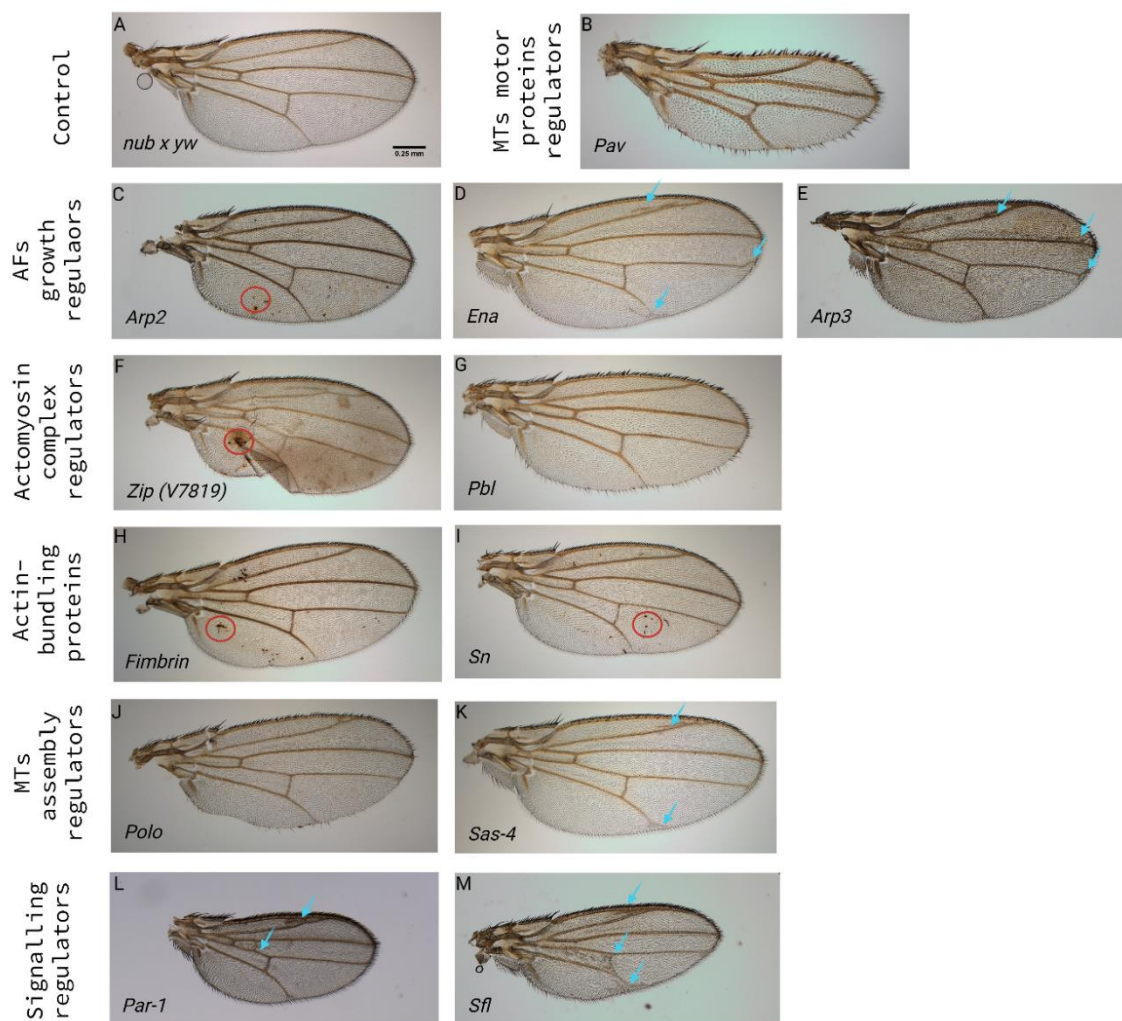 Control
A
nub x yw
0.25 mm
MTs motor
proteins
regulators
B
Pav
AFs
growth
regulaors
C
Arp2
D
Ena
E
Arp3
Actomyosin
complex
regulators
F
Zip (V7819)
G
Pbl
Actin-
bundling
proteins
H
Fimbrin
I
Sn
MTs
assembly
regulators
J
Polo
K
Sas-4
Signalling
regulators
L
Par-1
M
Sfl